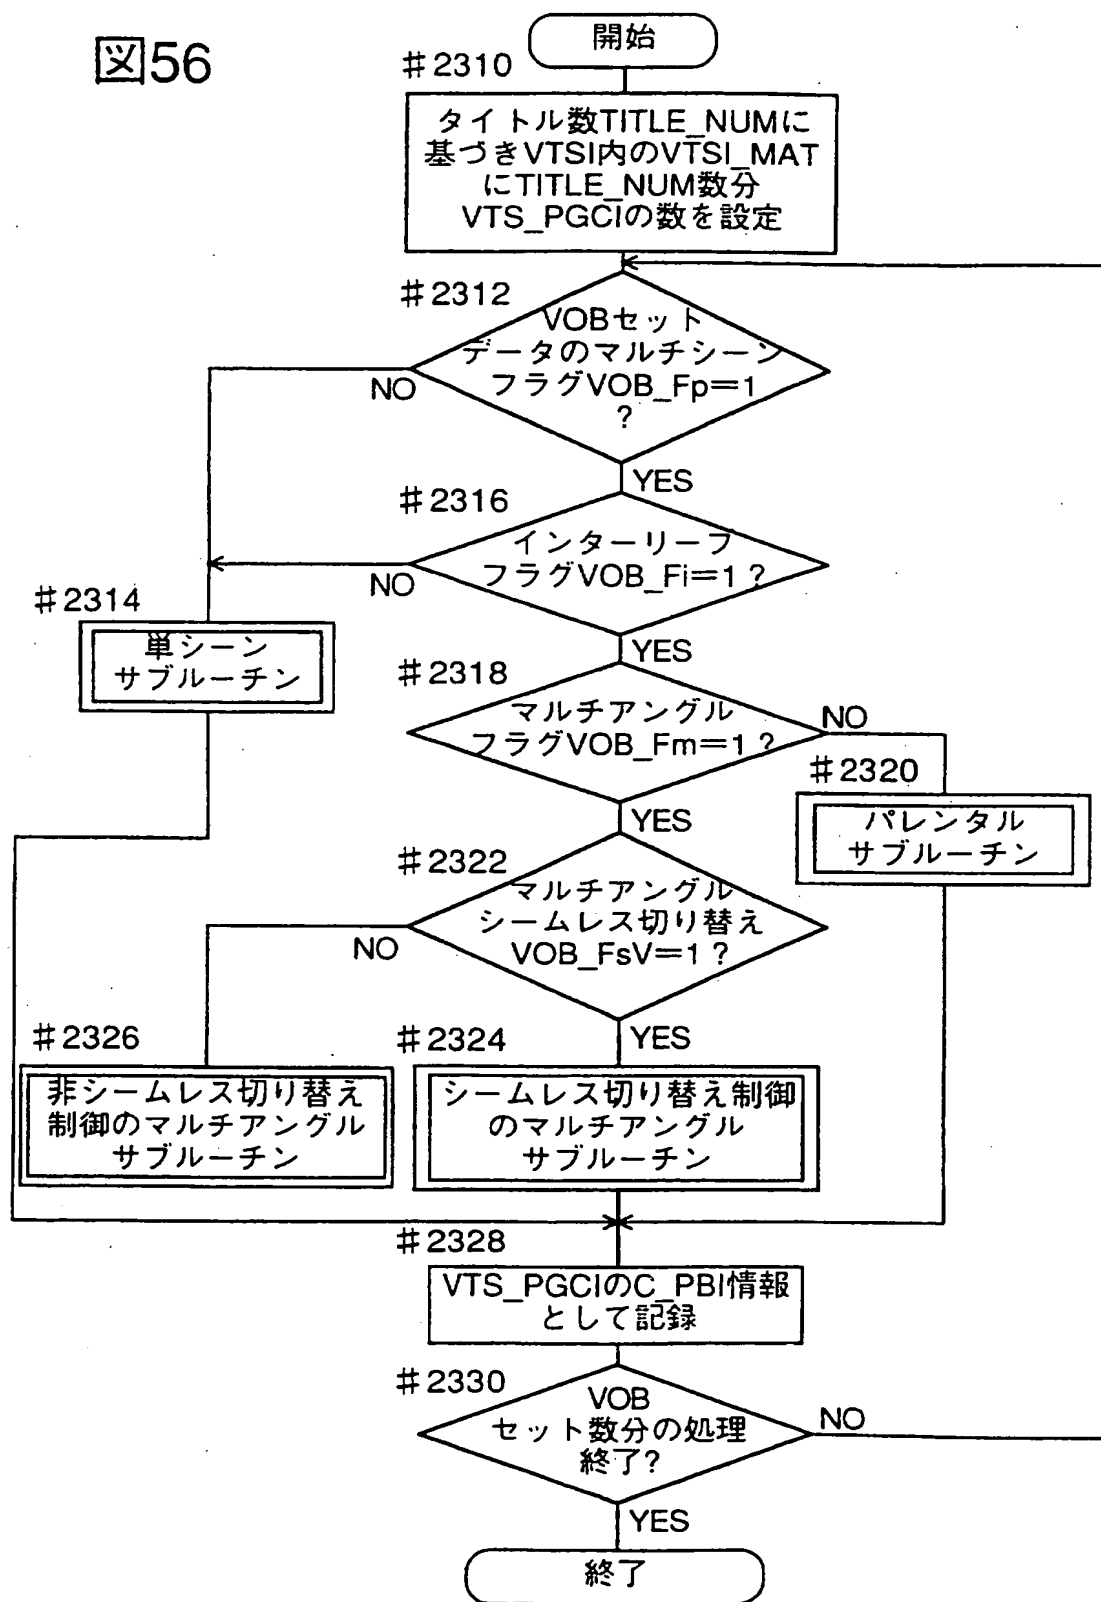 図56
開始
#2310
タイトル数TITLE_NUMに
基づきVTSI内のVTSI_MAT
にTITLE_NUM数分
VTS_PGCIの数を設定
#2312
VOBセット
データのマルチシーン
フラグVOB_Fp=1
?
NO
YES
#2316
インターリーフ
フラグVOB_Fi=1?
NO
YES
#2314
単シーン
サブルーチン
#2318
マルチアングル
フラグVOB_Fm=1?
NO
YES
#2320
パレンタル
サブルーチン
#2322
マルチアングル
シームレス切り替え
VOB_FsV=1?
NO
YES
#2326
非シームレス切り替え
制御のマルチアングル
サブルーチン
#2324
シームレス切り替え制御
のマルチアングル
サブルーチン
#2328
VTS_PGCIのC_PBI情報
として記録
#2330
VOB
セット数分の処理
終了?
NO
YES
終了